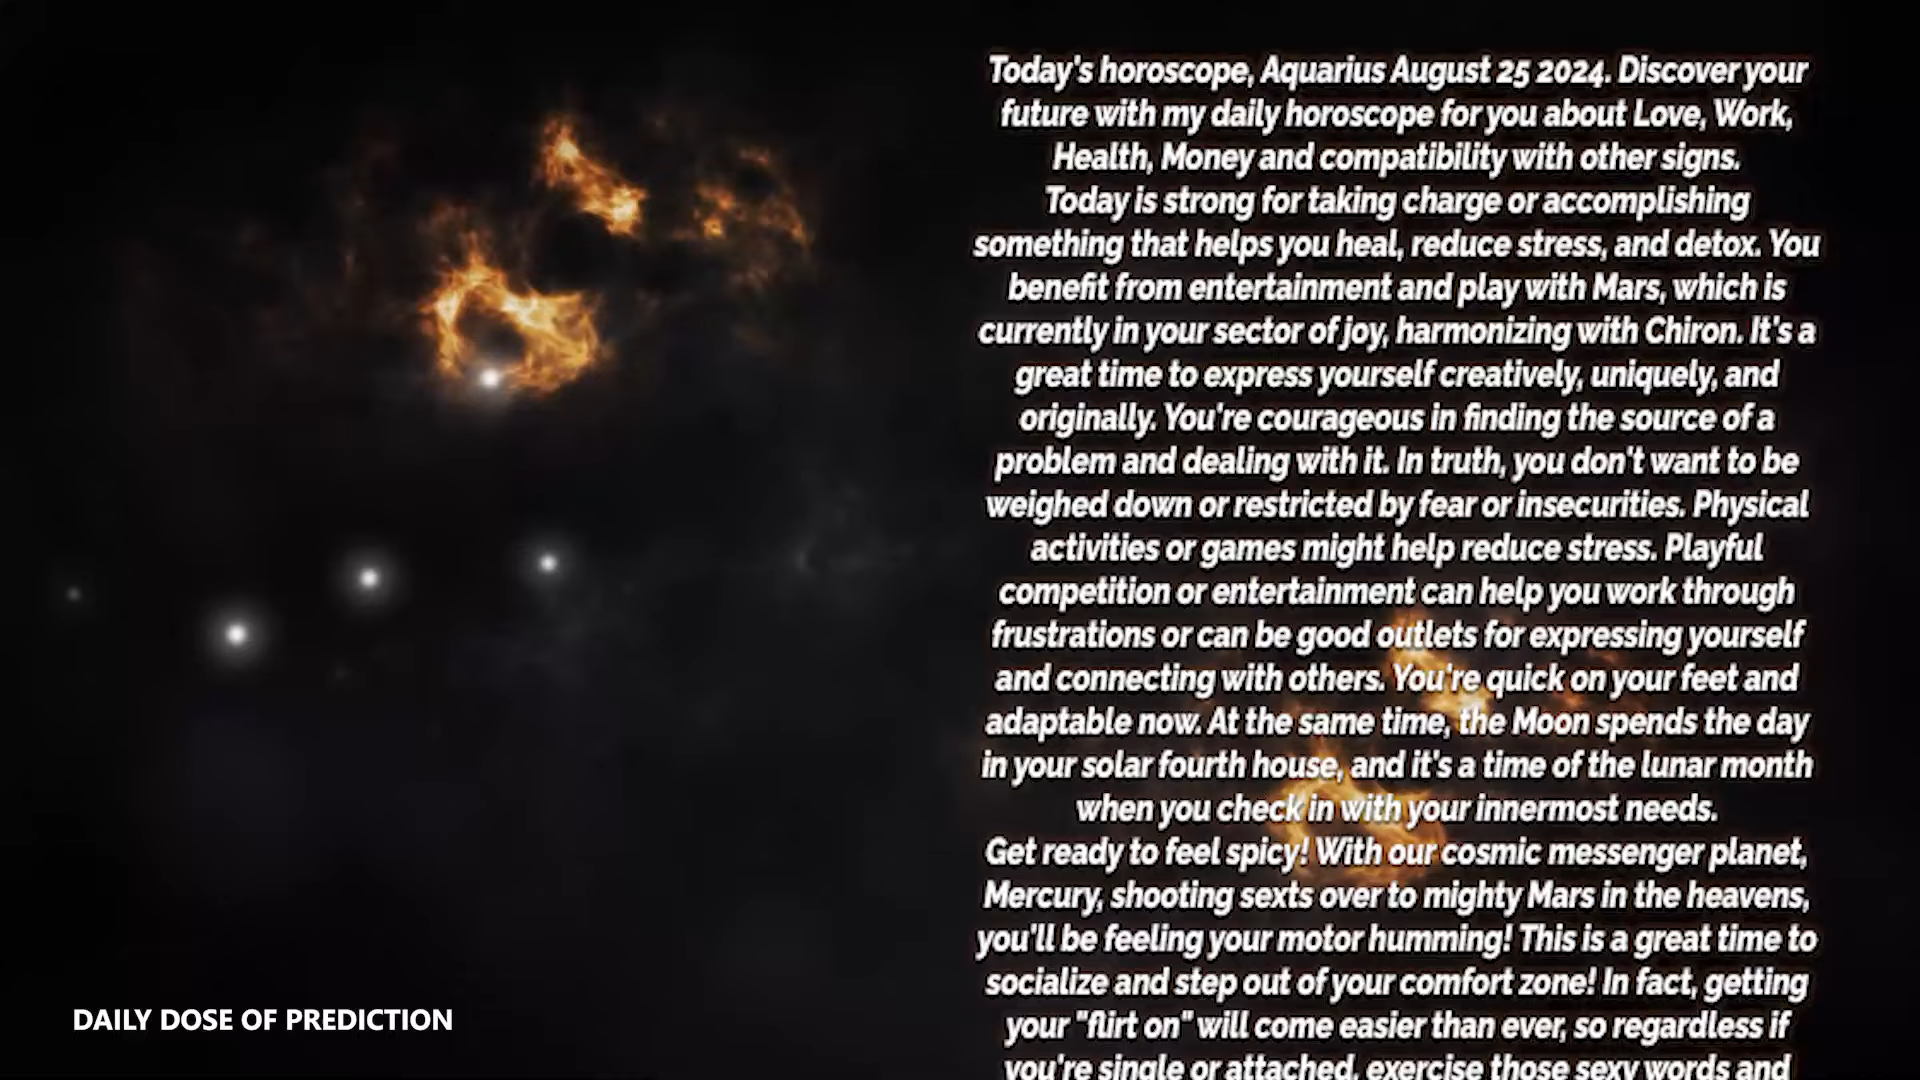 Today's horoscope, Aquarius August 25 2024. Discover your
future with my daily horoscope for you about Love, Work,
Health, Money and compatibility with other signs.
Today is strong for taking charge or accomplishing
something that helps you heal, reduce stress, and detox. You
benefit from entertainment and play with Mars, which is
currently in your sector of joy, harmonizing with Chiron. It's a
great time to express yourself creatively, uniquely, and
originally. You're courageous in finding the source of a
problem and dealing with it. In truth, you don't want to be
weighed down or restricted by fear or insecurities. Physical
activities or games might help reduce stress. Playful
competition or entertainment can help you work through
frustrations or can be good outlets for expressing yourself
and connecting with others. You're quick on your feet and
adaptable now. At the same time, the Moon spends the day
in your solar fourth house, and it's a time of the lunar month
when you check in with your innermost needs.
Get ready to feel spicy! With our cosmic messenger planet,
Mercury, shooting sexts over to mighty Mars in the heavens,
you'll be feeling your motor humming! This is a great time to
socialize and step out of your comfort zone! In fact, getting
your "flirt on" will come easier than ever, so regardless if
you're single or attached, exercise those sexy words and
DAILY DOSE OF PREDICTION